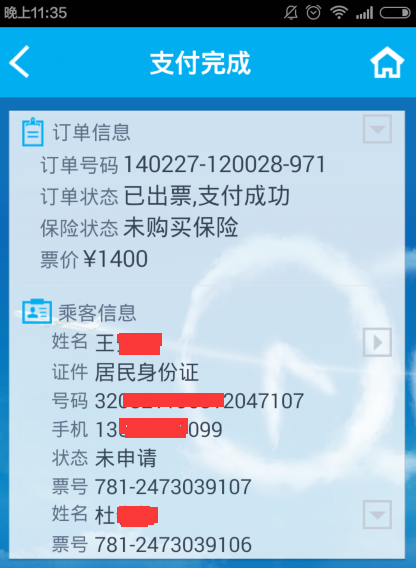 晚上11:35
支付完成
订单信息
订单号码 140227-120028-971
订单状态 已出票,支付成功
保险状态 未购买保险
票价 ¥1400
乘客信息
姓名 王
证件 居民身份证
号码 320 2047107
手机 13 099
状态 未申请
票号 781-2473039107
姓名 杜
票号 781-2473039106